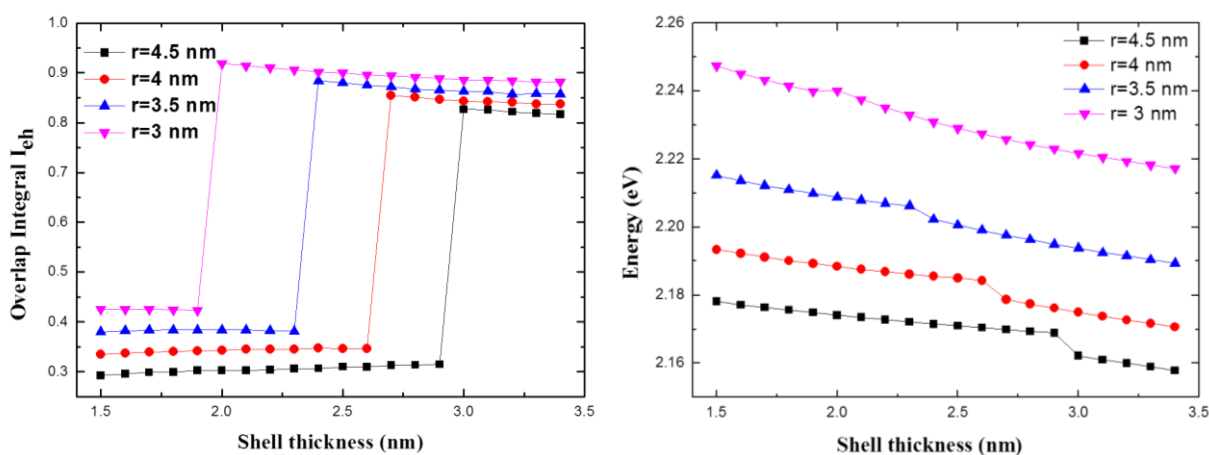 1.0
0.9
0.8
0.7
0.6
0.5
0.4
0.3
Overlap Integral I_eh
r=4.5 nm
r=4 nm
r=3.5 nm
r=3 nm
1.5 2.0 2.5 3.0 3.5
Shell thickness (nm)
2.26
2.24
2.22
2.20
2.18
2.16
Energy (eV)
r=4.5 nm
r=4 nm
r=3.5 nm
r= 3 nm
1.5 2.0 2.5 3.0 3.5
Shell thickness (nm)